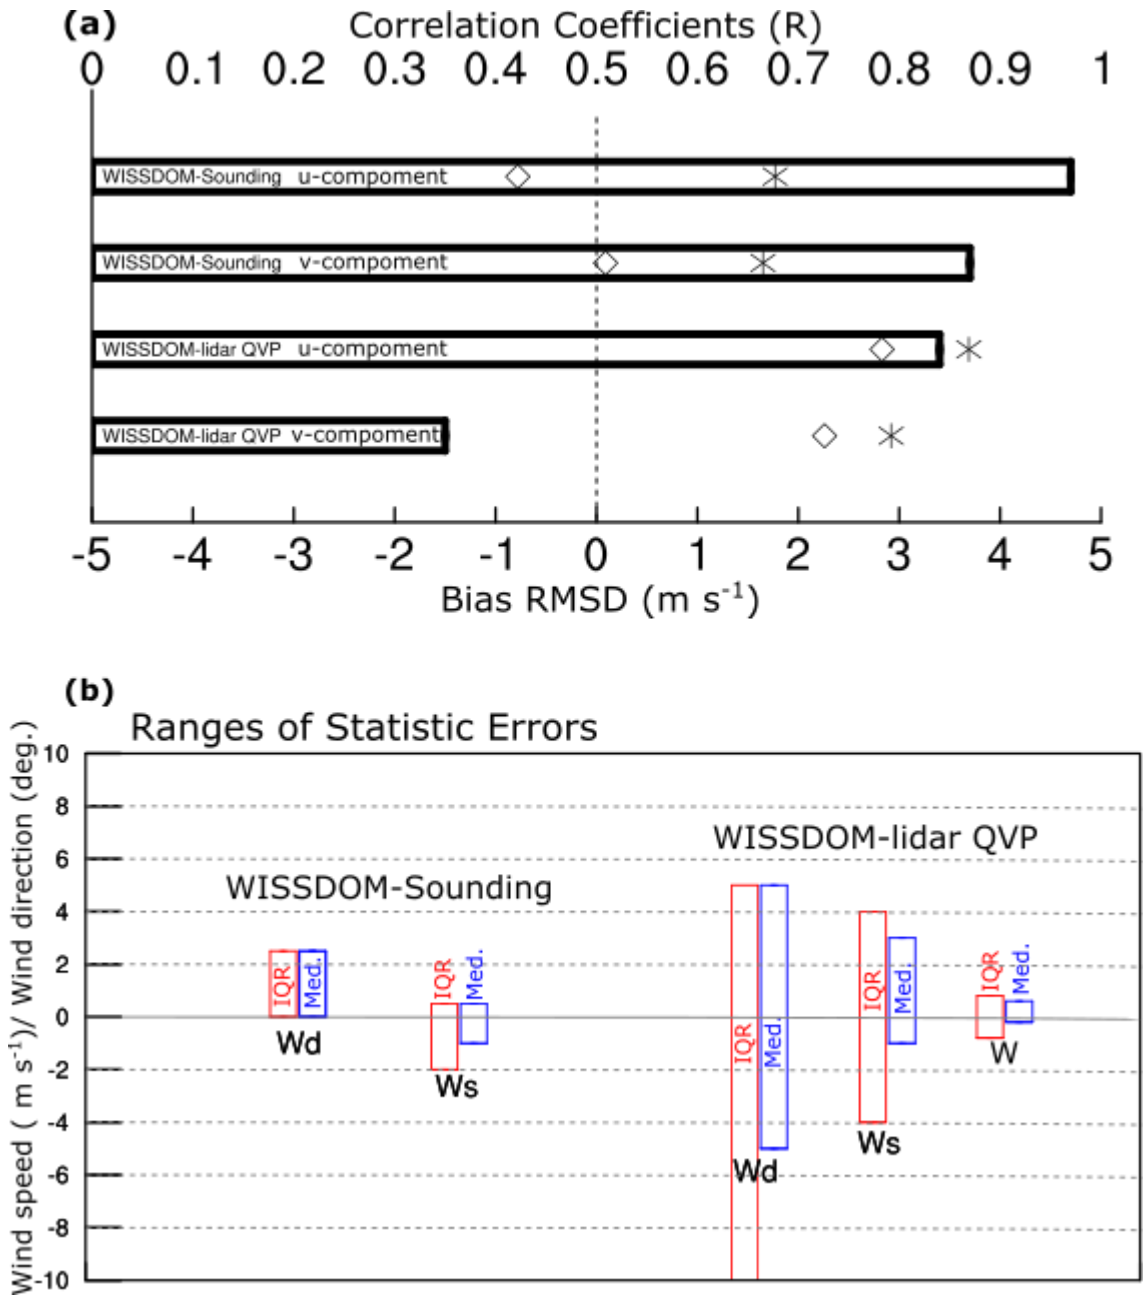 (a) Correlation Coefficients (R)
0 0.1 0.2 0.3 0.4 0.5 0.6 0.7 0.8 0.9 1
WISSDOM-Sounding u-compoment
WISSDOM-Sounding v-compoment
WISSDOM-lidar QVP u-compoment
WISSDOM-lidar QVP v-compoment
-5 -4 -3 -2 -1 0 1 2 3 4 5
Bias RMSD (m s-1)
(b)
Ranges of Statistic Errors
Wind speed ( m s-1)/ Wind direction (deg.)
10
8
6
4
2
0
-2
-4
-6
-8
-10
WISSDOM-Sounding
IQR
Med.
Wd
IQR
Med.
Ws
WISSDOM-lidar QVP
IQR
Med.
Wd
IQR
Med.
Ws
IQR
Med.
W